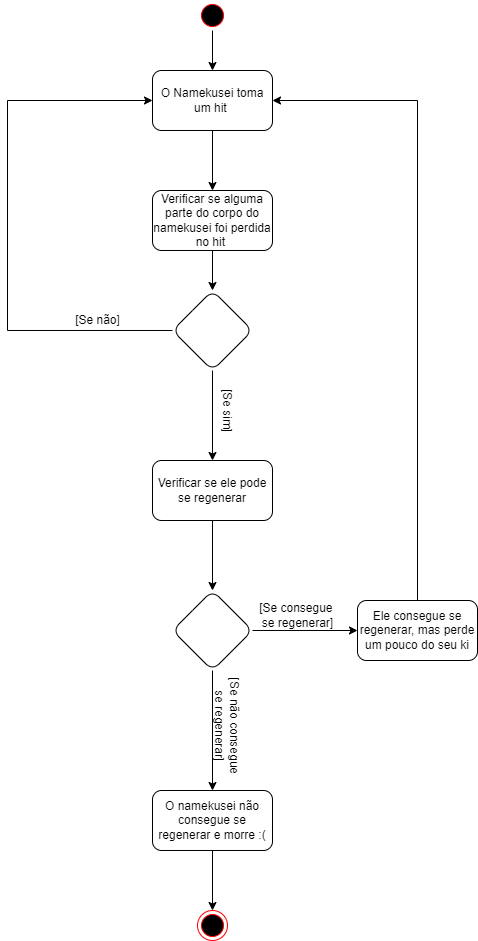 O Namekusei toma
um hit
Verificar se alguma
parte do corpo do
namekusei foi perdida
no hit
[Se não]
[Se sim]
Verificar se ele pode
se regenerar
[Se consegue
se regenerar]
Ele consegue se
regenerar, mas perde
um pouco do seu ki
[Se não consegue
se regenerar]
O namekusei não
consegue se
regenerar e morre :(